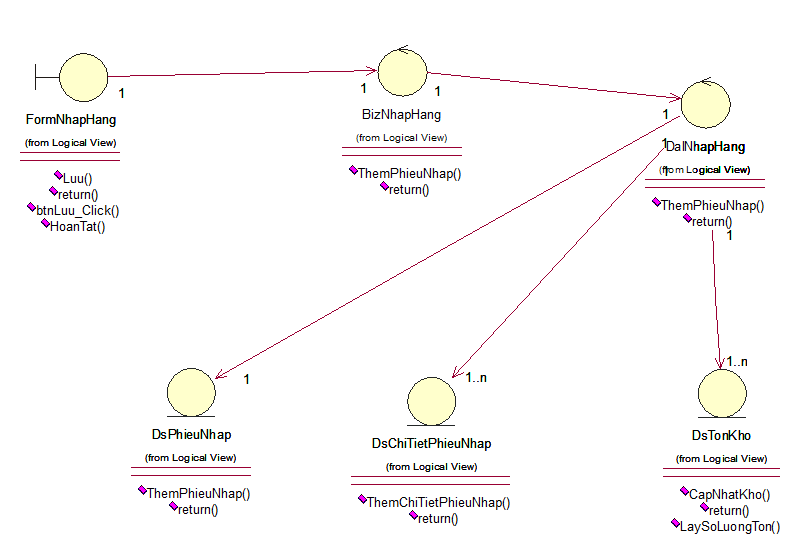 1
1
FormNhapHang
(from Logical View)
Luu()
return()
btnLuu_Click()
HoanTat()
BizNhapHang
(from Logical View)
ThemPhieuNhap()
return()
1
1
DalNhapHang
(from Logical View)
ThemPhieuNhap()
return()
1
1
1
1
1..n
1..n
DsPhieuNhap
(from Logical View)
ThemPhieuNhap()
return()
DsChiTietPhieuNhap
(from Logical View)
ThemChiTietPhieuNhap()
return()
DsTonKho
(from Logical View)
CapNhatKho()
return()
LaySoLuongTon()